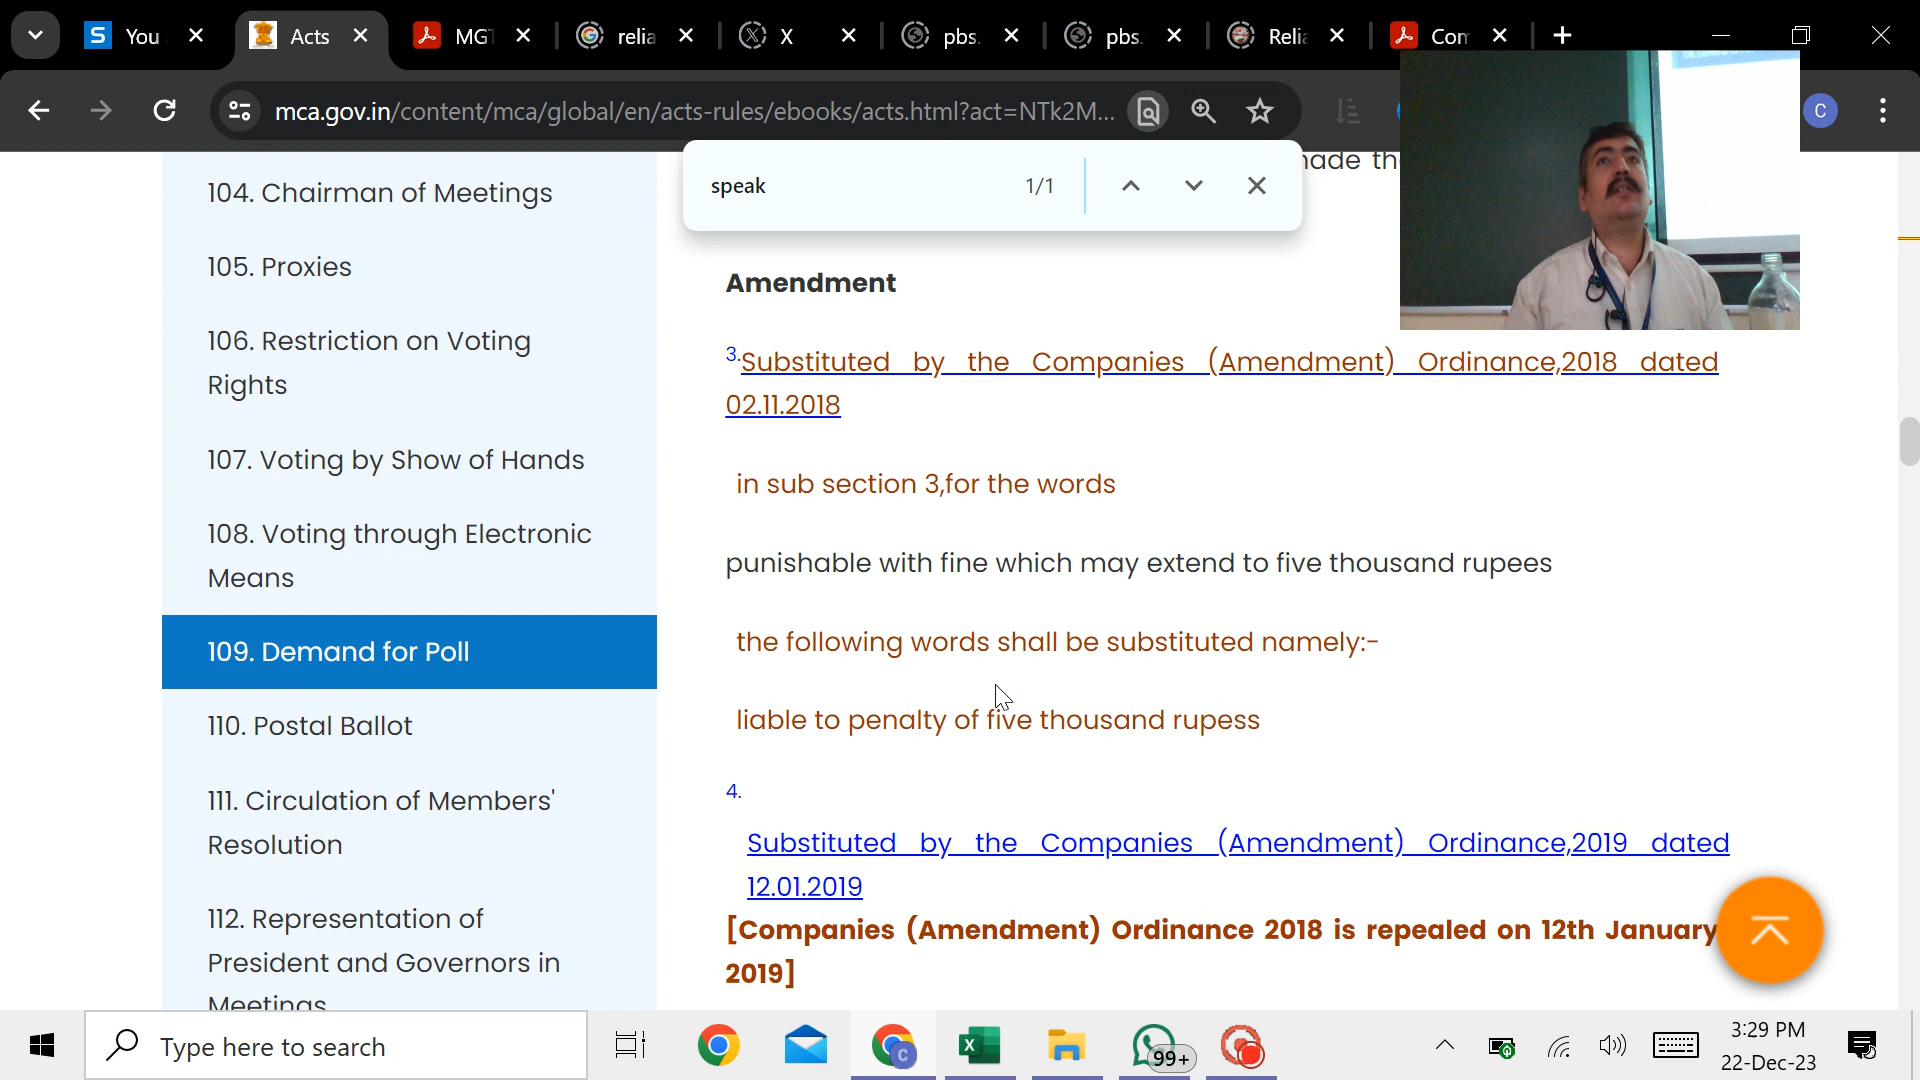 You
Acts
MGT
relia
X
pbs.
pbs.
Relia
Com
mca.gov.in/content/mca/global/en/acts-rules/ebooks/acts.html?act=NTk2M...
C
speak 1/1
104. Chairman of Meetings
105. Proxies
106. Restriction on Voting
Rights
107. Voting by Show of Hands
108. Voting through Electronic
Means
109. Demand for Poll
110. Postal Ballot
111. Circulation of Members'
Resolution
112. Representation of
President and Governors in
Meetings
Amendment
3.Substituted by the Companies (Amendment) Ordinance,2018 dated
02.11.2018
in sub section 3,for the words
punishable with fine which may extend to five thousand rupees
the following words shall be substituted namely:-
liable to penalty of five thousand rupess
4.
Substituted by the Companies (Amendment) Ordinance,2019 dated
12.01.2019
[Companies (Amendment) Ordinance 2018 is repealed on 12th January
2019]
Type here to search
99+
3:29 PM
22-Dec-23